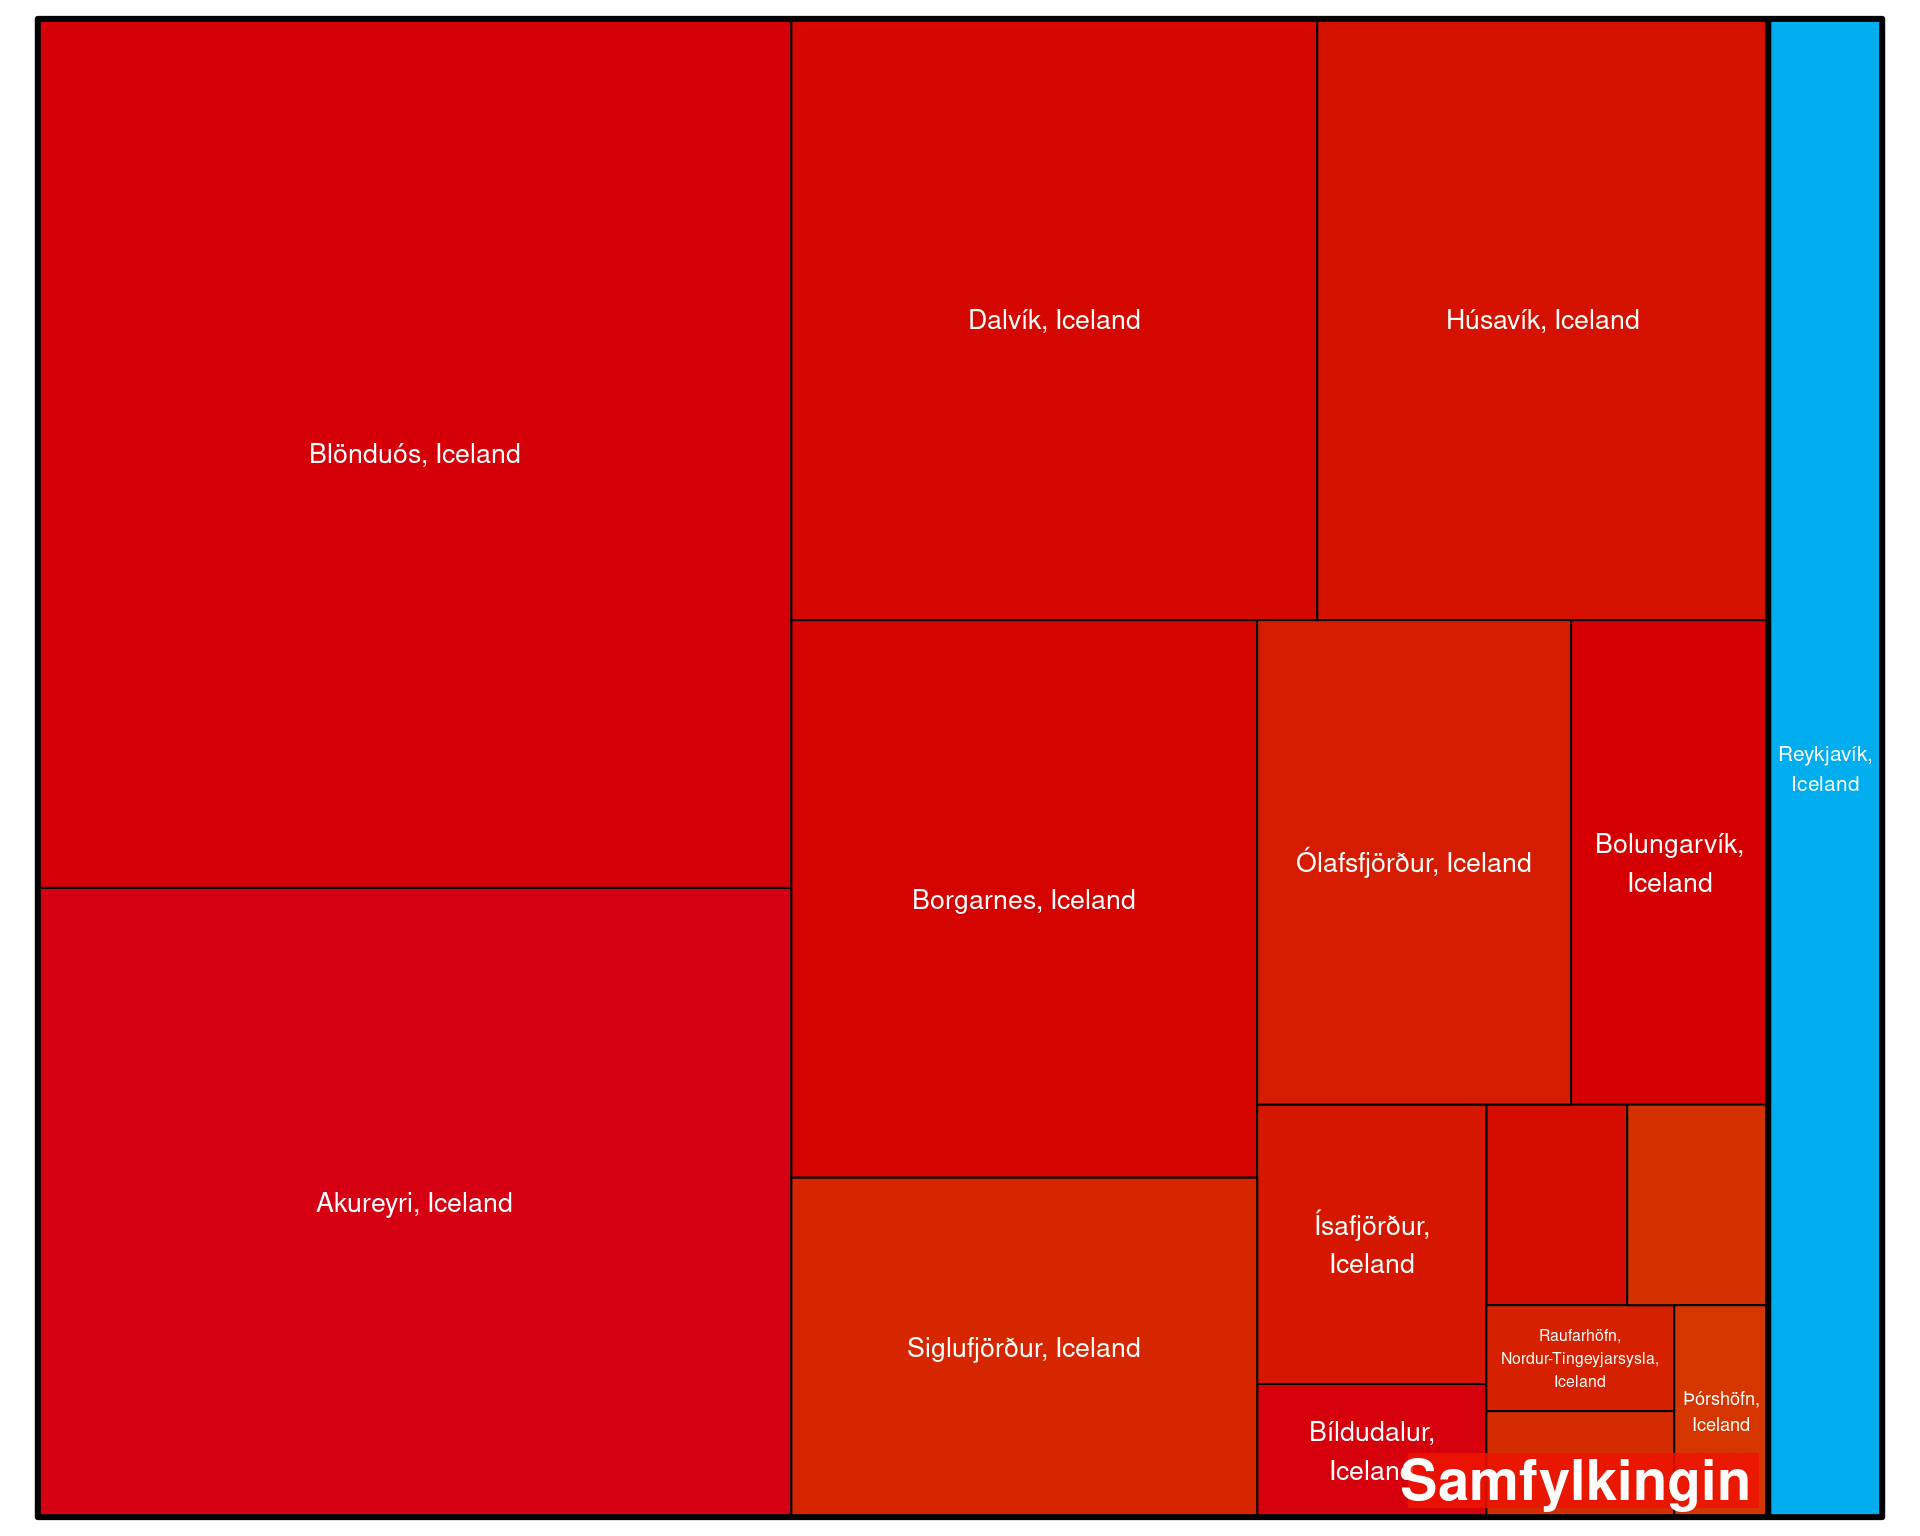 Blönduós, Iceland
Akureyri, Iceland
Dalvík, Iceland
Húsavík, Iceland
Borgarnes, Iceland
Siglufjörður, Iceland
Ólafsfjörður, Iceland
Bolungarvík,
Iceland
Ísafjörður,
Iceland
Bíldudalur,
Iceland
Raufarhöfn,
Nordur-Tingeyjarsysla,
Iceland
Þórshöfn,
Iceland
Samfylkingin
Reykjavík,
Iceland